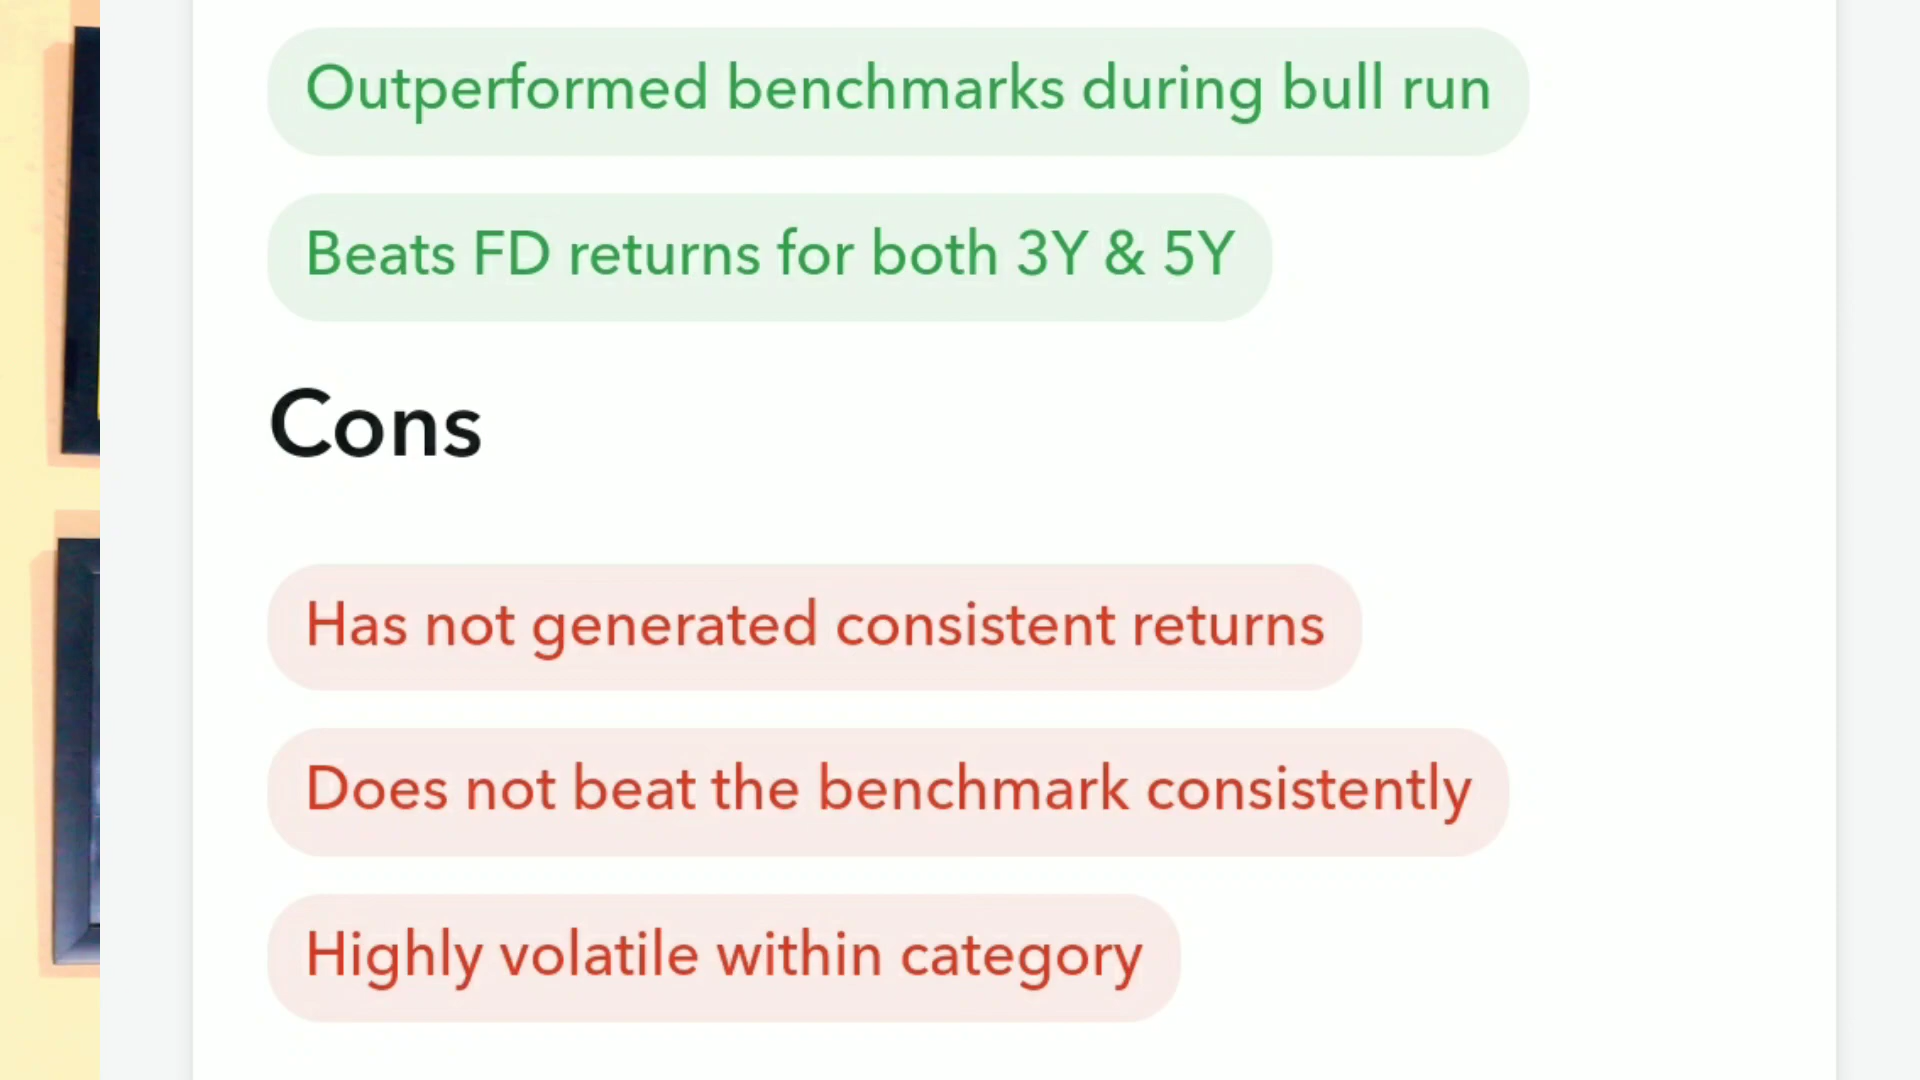 Outperformed benchmarks during bull run
Beats FD returns for both 3Y & 5Y
Cons
Has not generated consistent returns
Does not beat the benchmark consistently
Highly volatile within category